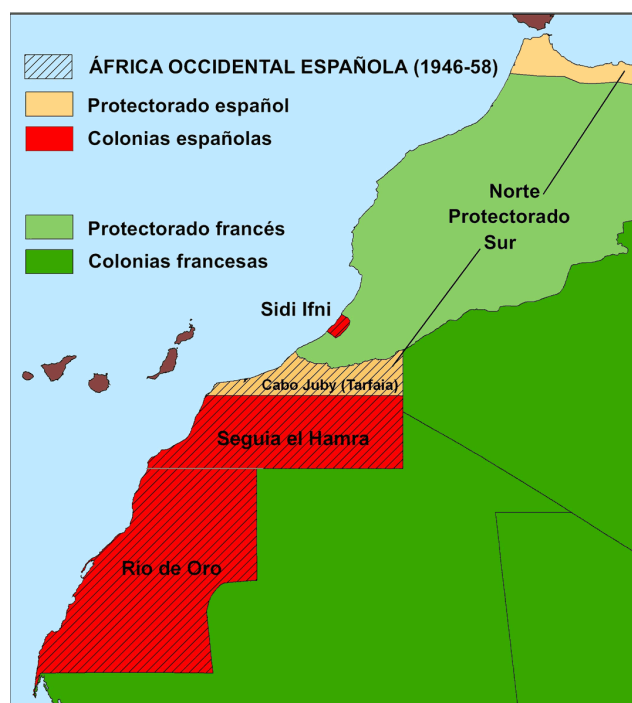 ÁFRICA OCCIDENTAL ESPAÑOLA (1946-58)
Protectorado español
Colonias españolas
Protectorado francés
Colonias francesas
Norte
Protectorado
Sur
Sidi Ifni
Cabo Juby (Tarfaia)
Seguia el Hamra
Rio de Oro